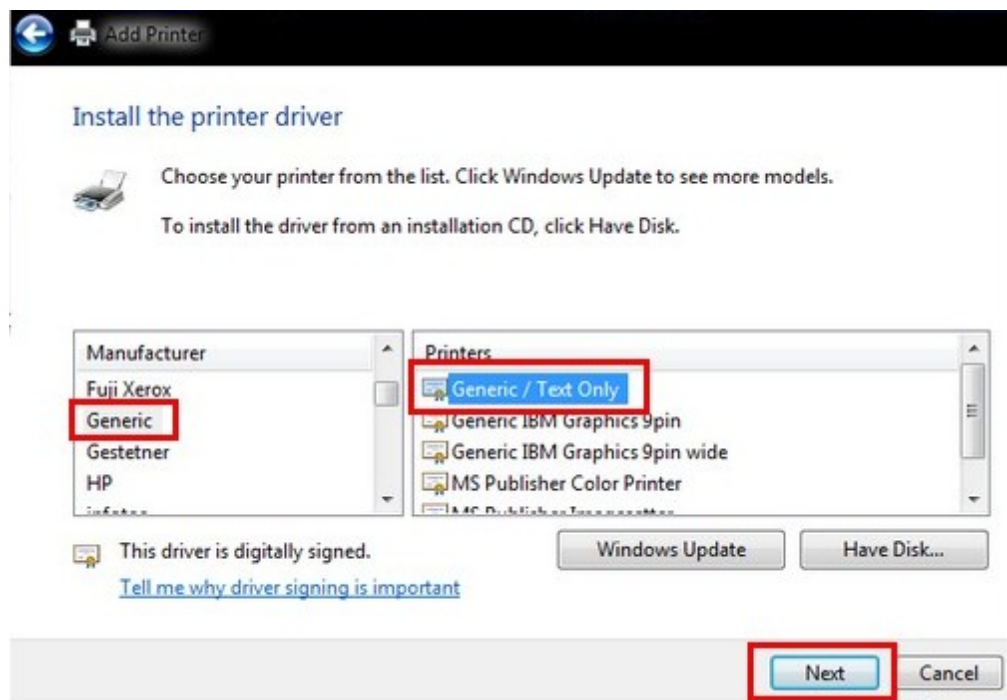 Add Printer
Install the printer driver
Choose your printer from the list. Click Windows Update to see more models.
To install the driver from an installation CD, click Have Disk.
Manufacturer
Printers
Fuji Xerox
Generic
Gestetner
HP
Generic / Text Only
Generic IBM Graphics 9pin
Generic IBM Graphics 9pin wide
MS Publisher Color Printer
MS Publisher Imagesetter
This driver is digitally signed.
Windows Update
Have Disk...
Tell me why driver signing is important
Next
Cancel